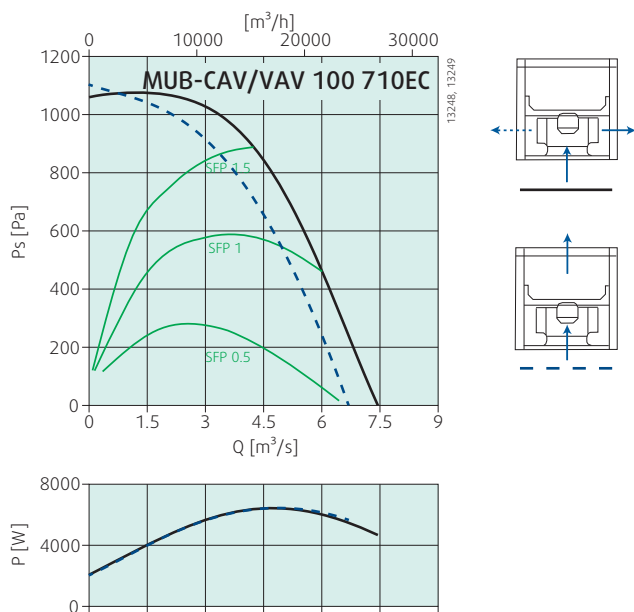 [m³/h]
0 10000 20000 30000
MUB-CAV/VAV 100 710EC
13248, 13249
Ps [Pa]
1200
1000
800
600
400
200
0
SFP 1.5
SFP 1
SFP 0.5
0 1.5 3 4.5 6 7.5 9
Q [m³/s]
P [W]
8000
4000
0